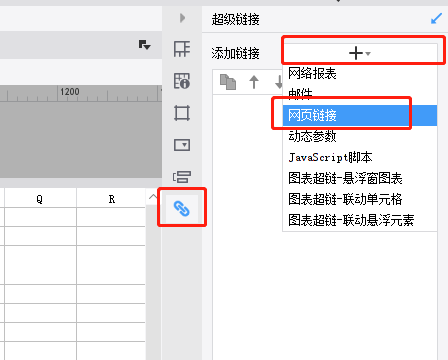 超级链接
添加链接
网络报表
邮件
网页链接
动态参数
JavaScript脚本
图表超链-悬浮窗图表
图表超链-联动单元格
图表超链-联动悬浮元素
1200
Q R